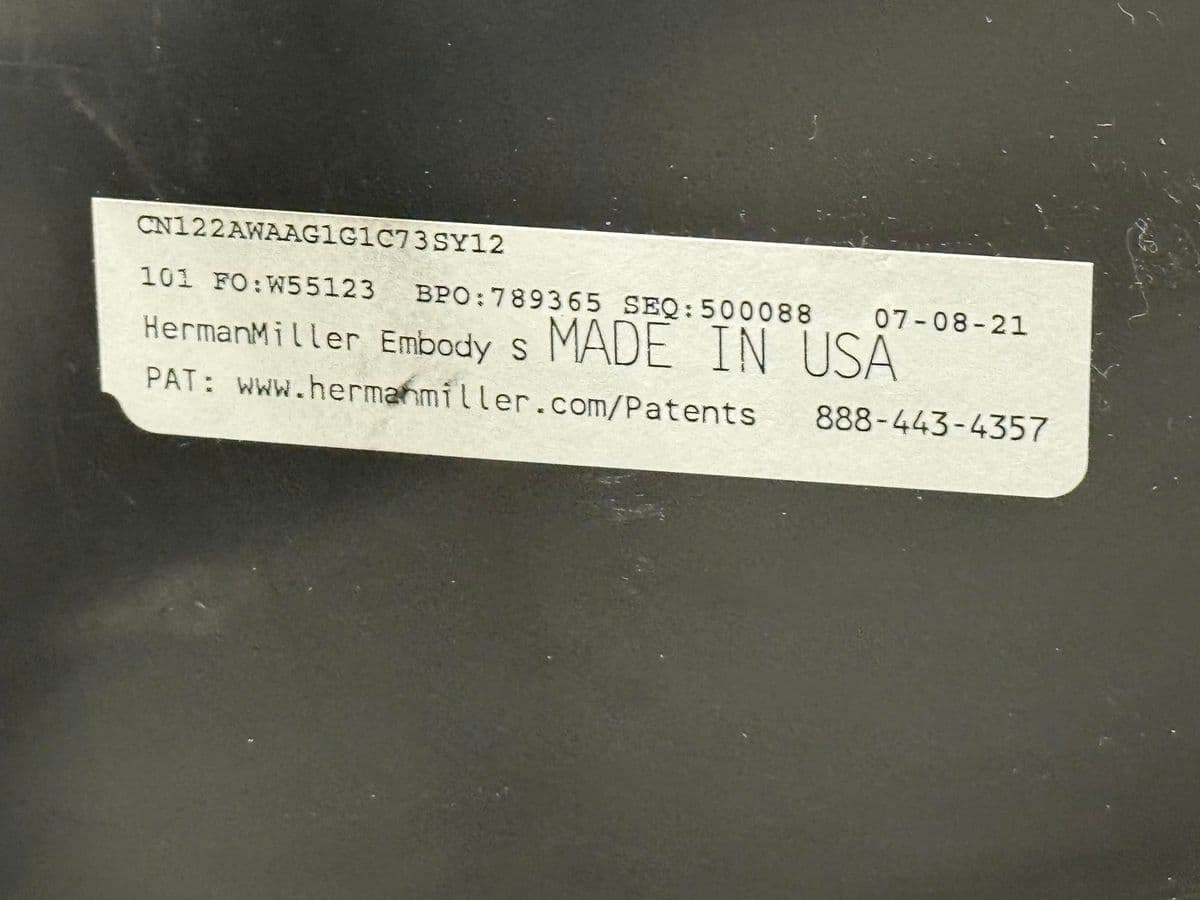 CN122AWAAG1G1C73SY12
101 FO:W55123 BPO:789365 SEQ:500088 07-08-21
HermanMiller Embody s MADE IN USA
PAT: www.hermanmiller.com/Patents 888-443-4357